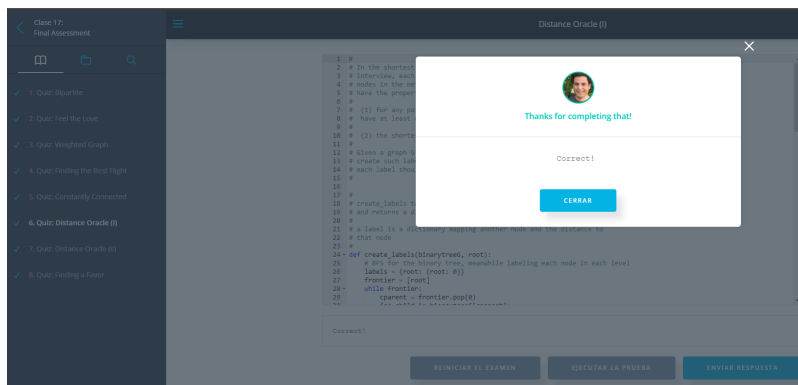 Clase 17:
Final Assessment
1. Quiz: Bipartite
2. Quiz: Feel the Love
3. Quiz: Weighted Graph
4. Quiz: Finding the Best Flight
5. Quiz: Constantly Connected
6. Quiz: Distance Oracle (I)
7. Quiz: Distance Oracle (II)
8. Quiz: Finding a Favor
Distance Oracle (I)
1 #
2 # In the shortest
3 # interview, each
4 # nodes in the ne
5 # have the proper
6 #
7 # (1) for any pa
8 # have at least
9 #
10 # (2) the shorte
11 #
12 # Given a graph
13 # create such labe
14 # each label shou
15 #
16
17 #
18 # create_labels t
19 # and returns a d
20 #
21 # a label is a dictionary mapping another node and the distance to
22 # that node
23 #
24 def create_labels(binarytreeG, root):
25 # BFS for the binary tree, meanwhile labeling each node in each level
26 labels = {root: {root: 0}}
27 frontier = [root]
28 while frontier:
29 cparent = frontier.pop(0)
Thanks for completing that!
Correct!
CERRAR
Correct!
REINICIAR EL EXAMEN
EJECUTAR LA PRUEBA
ENVIAR RESPUESTA